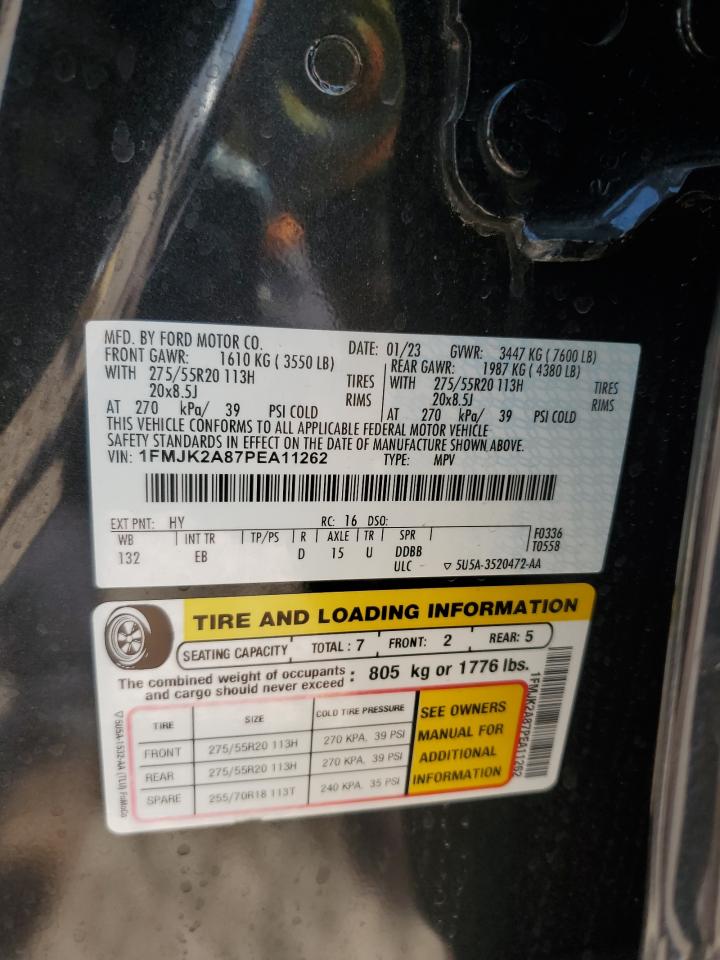 MFD. BY FORD MOTOR CO.
DATE: 01/23 GVWR: 3447 KG ( 7600 LB)
FRONT GAWR: 1610 KG ( 3550 LB)
WITH 275/55R20 113H TIRES
20x8.5J RIMS
AT 270 kPa/ 39 PSI COLD
REAR GAWR: 1987 KG ( 4380 LB)
WITH 275/55R20 113H TIRES
20x8.5J RIMS
AT 270 kPa/ 39 PSI COLD
THIS VEHICLE CONFORMS TO ALL APPLICABLE FEDERAL MOTOR VEHICLE
SAFETY STANDARDS IN EFFECT ON THE DATE OF MANUFACTURE SHOWN ABOVE.
VIN: 1FMJK2A87PEA11262 TYPE: MPV
EXT PNT: HY RC: 16 DSO:
WB INT TR TP/PS R AXLE TR SPR F0336
132 EB D 15 U DDBB T0558
ULC ▽ 5U5A-3520472-AA
TIRE AND LOADING INFORMATION
SEATING CAPACITY TOTAL : 7 FRONT: 2 REAR: 5
The combined weight of occupants and cargo should never exceed : 805 kg or 1776 lbs.
TIRE SIZE COLD TIRE PRESSURE
FRONT 275/55R20 113H 270 KPA, 39 PSI
REAR 275/55R20 113H 270 KPA, 39 PSI
SPARE 255/70R18 113T 240 KPA, 35 PSI
SEE OWNERS
MANUAL FOR
ADDITIONAL
INFORMATION
1FMJK2A87PEA11262
▽ 5U5A-1532-AA (TLU) FoMoCo